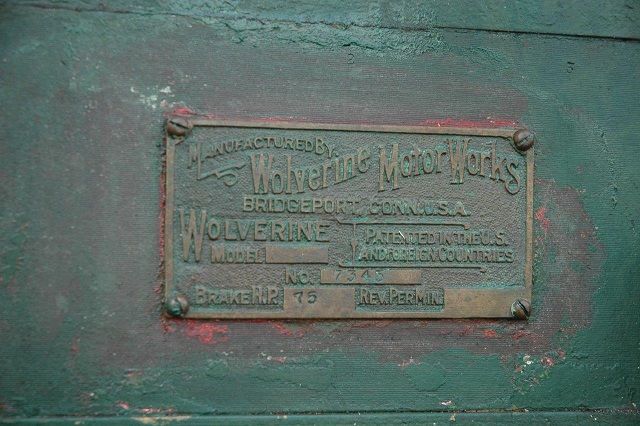 Manufactured By
Wolverine Motor Works
Bridgeport, Conn. U.S.A.
Wolverine
Model
Patented in the U.S.
and Foreign Countries
No. 7343
Brake H.P. 75 Rev. Per Min.